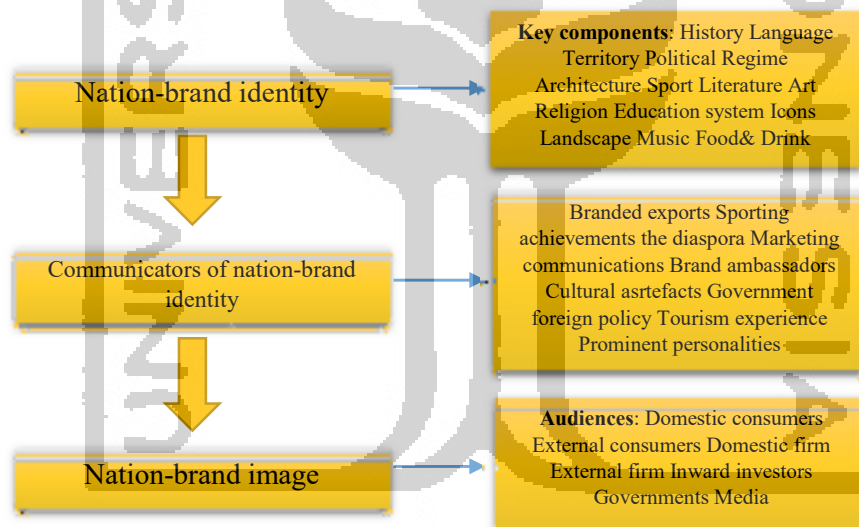 Nation-brand identity
Key components: History Language
Territory Political Regime
Architecture Sport Literature Art
Religion Education system Icons
Landscape Music Food& Drink
Communicators of nation-brand
identity
Branded exports Sporting
achievements the diaspora Marketing
communications Brand ambassadors
Cultural asrtefacts Government
foreign policy Tourism experience
Prominent personalities
Nation-brand image
Audiences: Domestic consumers
External consumers Domestic firm
External firm Inward investors
Governments Media